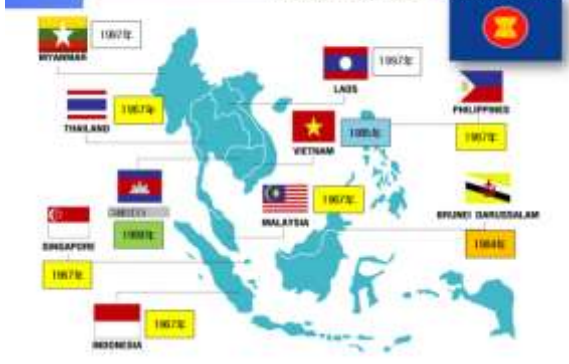 1997年
MYANMAR
1997年
LAOS
1967年
THAILAND
PHILIPPINES
1967年
1995年
VIETNAM
1967年
MALAYSIA
1999年
SINGAPORE
1967年
BRUNEI DARUSSALAM
1984年
1967年
INDONESIA